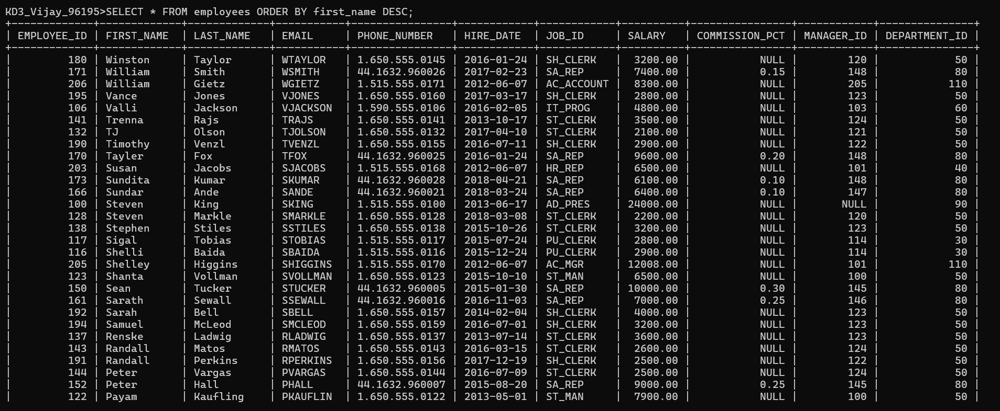 KD3_Vijay_96195>SELECT * FROM employees ORDER BY first_name DESC;
+-------------+------------+-------------+-----------+----------------+------------+------------+----------+----------------+------------+---------------+
| EMPLOYEE_ID | FIRST_NAME  | LAST_NAME   | EMAIL     | PHONE_NUMBER   | HIRE_DATE  | JOB_ID     | SALARY   | COMMISSION_PCT | MANAGER_ID | DEPARTMENT_ID |
+-------------+------------+-------------+-----------+----------------+------------+------------+----------+----------------+------------+---------------+
| 180 | Winston | Taylor | WTAYLOR | 1.650.555.0145 | 2016-01-24 | SH_CLERK | 3200.00 | NULL | 120 | 50 |
| 171 | William | Smith | WSMITH | 44.1632.960026 | 2017-02-23 | SA_REP | 7400.00 | 0.15 | 148 | 80 |
| 206 | William | Gietz | WGIETZ | 1.515.555.0171 | 2012-06-07 | AC_ACCOUNT | 8300.00 | NULL | 205 | 110 |
| 195 | Vance | Jones | VJONES | 1.650.555.0160 | 2017-03-17 | SH_CLERK | 2800.00 | NULL | 123 | 50 |
| 106 | Valli | Jackson | VJACKSON | 1.590.555.0106 | 2016-02-05 | IT_PROG | 4800.00 | NULL | 103 | 60 |
| 141 | Trenna | Rajs | TRAJS | 1.650.555.0141 | 2013-10-17 | ST_CLERK | 3500.00 | NULL | 124 | 50 |
| 132 | TJ | Olson | TJOLSON | 1.650.555.0132 | 2017-04-10 | ST_CLERK | 2100.00 | NULL | 121 | 50 |
| 190 | Timothy | Venzl | TVENZL | 1.650.555.0155 | 2016-07-11 | SH_CLERK | 2900.00 | NULL | 122 | 50 |
| 170 | Tayler | Fox | TFOX | 44.1632.960025 | 2016-01-24 | SA_REP | 9600.00 | 0.20 | 148 | 80 |
| 203 | Susan | Jacobs | SJACOBS | 1.515.555.0168 | 2012-06-07 | HR_REP | 6500.00 | NULL | 101 | 40 |
| 173 | Sundita | Kumar | SKUMAR | 44.1632.960028 | 2018-04-21 | SA_REP | 6100.00 | 0.10 | 148 | 80 |
| 166 | Sundar | Ande | SANDE | 44.1632.960021 | 2018-03-24 | SA_REP | 6400.00 | 0.10 | 147 | 80 |
| 100 | Steven | King | SKING | 1.515.555.0100 | 2013-06-17 | AD_PRES | 24000.00 | NULL | NULL | 90 |
| 128 | Steven | Markle | SMARKLE | 1.650.555.0128 | 2018-03-08 | ST_CLERK | 2200.00 | NULL | 120 | 50 |
| 138 | Stephen | Stiles | SSTILES | 1.650.555.0138 | 2015-10-26 | ST_CLERK | 3200.00 | NULL | 123 | 50 |
| 117 | Sigal | Tobias | STOBIAS | 1.515.555.0117 | 2015-07-24 | PU_CLERK | 2800.00 | NULL | 114 | 30 |
| 116 | Shelli | Baida | SBAIDA | 1.515.555.0116 | 2015-12-24 | PU_CLERK | 2900.00 | NULL | 114 | 30 |
| 205 | Shelley | Higgins | SHIGGINS | 1.515.555.0170 | 2012-06-07 | AC_MGR | 12008.00 | NULL | 101 | 110 |
| 123 | Shanta | Vollman | SVOLLMAN | 1.650.555.0123 | 2015-10-10 | ST_MAN | 6500.00 | NULL | 100 | 50 |
| 150 | Sean | Tucker | STUCKER | 44.1632.960005 | 2015-01-30 | SA_REP | 10000.00 | 0.30 | 145 | 80 |
| 161 | Sarath | Sewall | SSEWALL | 44.1632.960016 | 2016-11-03 | SA_REP | 7000.00 | 0.25 | 146 | 80 |
| 192 | Sarah | Bell | SBELL | 1.650.555.0157 | 2014-02-04 | SH_CLERK | 4000.00 | NULL | 123 | 50 |
| 194 | Samuel | McLeod | SMCLEOD | 1.650.555.0159 | 2016-07-01 | SH_CLERK | 3200.00 | NULL | 123 | 50 |
| 137 | Renske | Ladwig | RLADWIG | 1.650.555.0137 | 2013-07-14 | ST_CLERK | 3600.00 | NULL | 123 | 50 |
| 143 | Randall | Matos | RMATOS | 1.650.555.0143 | 2016-03-15 | ST_CLERK | 2600.00 | NULL | 124 | 50 |
| 191 | Randall | Perkins | RPERKINS | 1.650.555.0156 | 2017-12-19 | SH_CLERK | 2500.00 | NULL | 122 | 50 |
| 144 | Peter | Vargas | PVARGAS | 1.650.555.0144 | 2016-07-09 | ST_CLERK | 2500.00 | NULL | 124 | 50 |
| 152 | Peter | Hall | PHALL | 44.1632.960007 | 2015-08-20 | SA_REP | 9000.00 | 0.25 | 145 | 80 |
| 122 | Payam | Kaufling | PKAUFLIN | 1.650.555.0122 | 2013-05-01 | ST_MAN | 7900.00 | NULL | 100 | 50 |